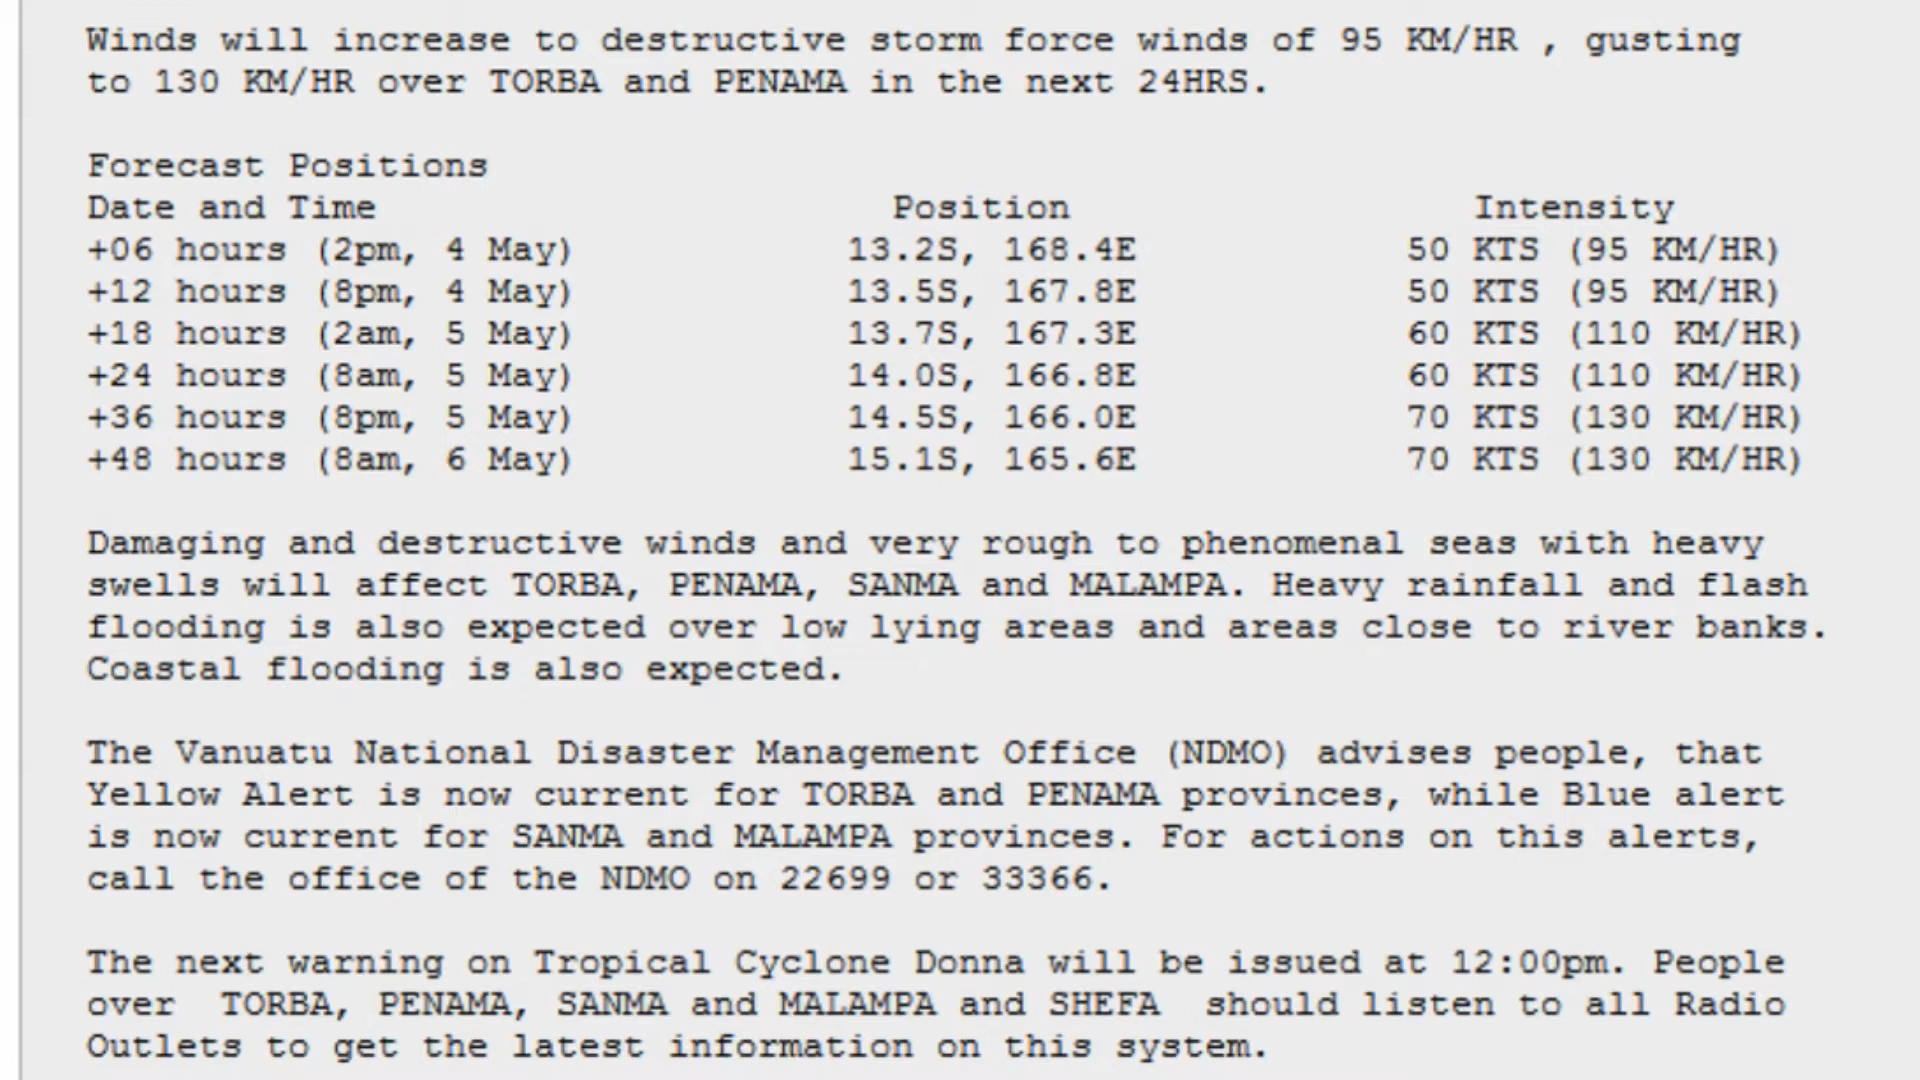 Winds will increase to destructive storm force winds of 95 KM/HR , gusting
to 130 KM/HR over TORBA and PENAMA in the next 24HRS.
Forecast Positions
Date and Time Position Intensity
+06 hours (2pm, 4 May) 13.2S, 168.4E 50 KTS (95 KM/HR)
+12 hours (8pm, 4 May) 13.5S, 167.8E 50 KTS (95 KM/HR)
+18 hours (2am, 5 May) 13.7S, 167.3E 60 KTS (110 KM/HR)
+24 hours (8am, 5 May) 14.0S, 166.8E 60 KTS (110 KM/HR)
+36 hours (8pm, 5 May) 14.5S, 166.0E 70 KTS (130 KM/HR)
+48 hours (8am, 6 May) 15.1S, 165.6E 70 KTS (130 KM/HR)
Damaging and destructive winds and very rough to phenomenal seas with heavy
swells will affect TORBA, PENAMA, SANMA and MALAMPA. Heavy rainfall and flash
flooding is also expected over low lying areas and areas close to river banks.
Coastal flooding is also expected.
The Vanuatu National Disaster Management Office (NDMO) advises people, that
Yellow Alert is now current for TORBA and PENAMA provinces, while Blue alert
is now current for SANMA and MALAMPA provinces. For actions on this alerts,
call the office of the NDMO on 22699 or 33366.
The next warning on Tropical Cyclone Donna will be issued at 12:00pm. People
over  TORBA, PENAMA, SANMA and MALAMPA and SHEFA  should listen to all Radio
Outlets to get the latest information on this system.